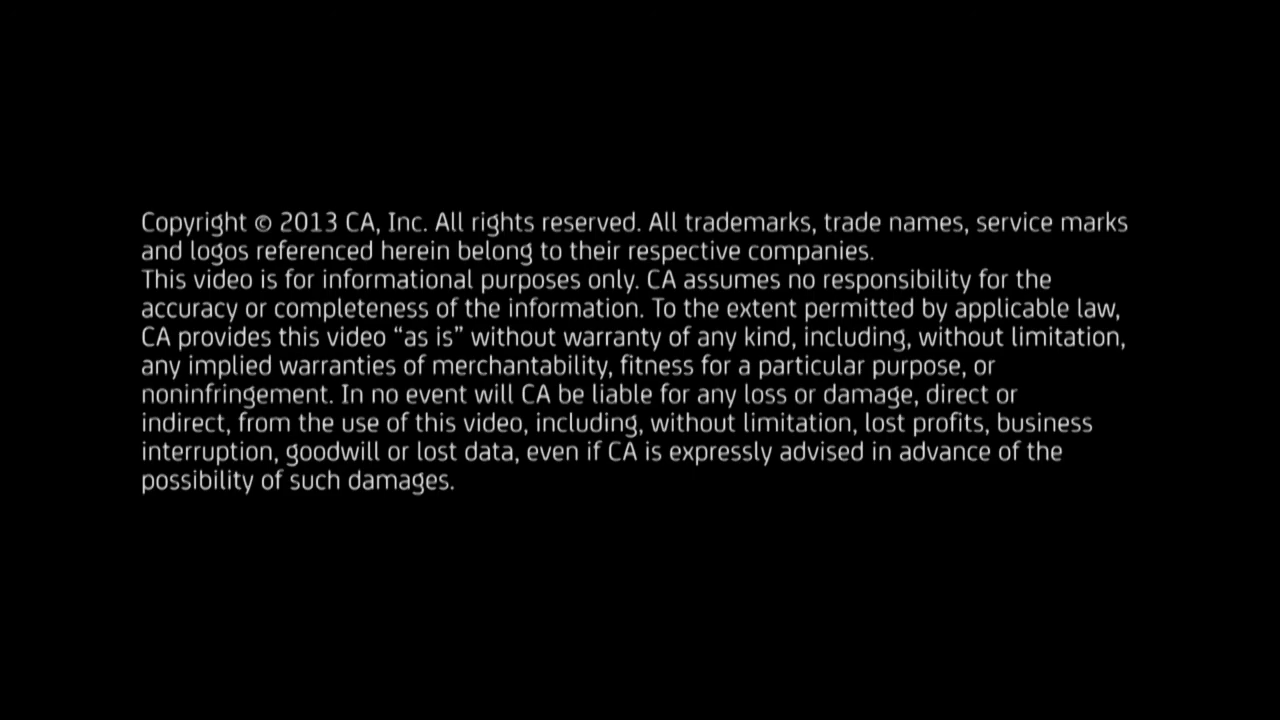 Copyright © 2013 CA, Inc. All rights reserved. All trademarks, trade names, service marks
and logos referenced herein belong to their respective companies.
This video is for informational purposes only. CA assumes no responsibility for the
accuracy or completeness of the information. To the extent permitted by applicable law,
CA provides this video “as is” without warranty of any kind, including, without limitation,
any implied warranties of merchantability, fitness for a particular purpose, or
noninfringement. In no event will CA be liable for any loss or damage, direct or
indirect, from the use of this video, including, without limitation, lost profits, business
interruption, goodwill or lost data, even if CA is expressly advised in advance of the
possibility of such damages.